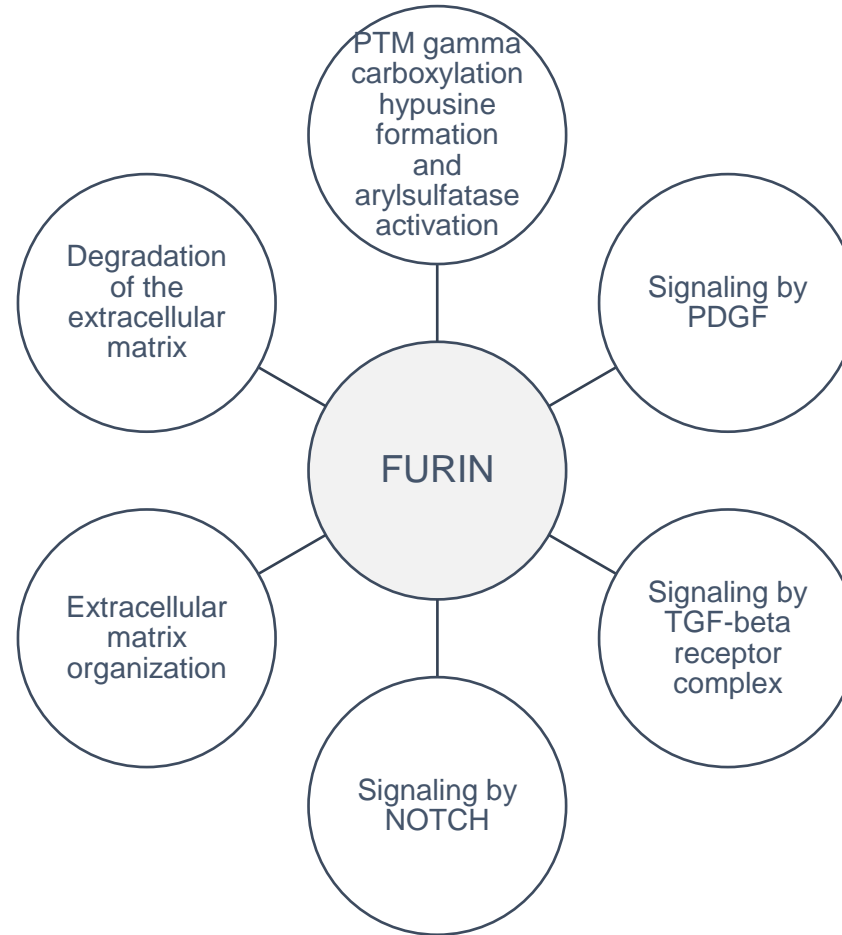 PTM gamma
carboxylation
hypusine
formation
and
arylsulfatase
activation
Degradation
of the
extracellular
matrix
Signaling by
PDGF
FURIN
Extracellular
matrix
organization
Signaling by
TGF-beta
receptor
complex
Signaling by
NOTCH